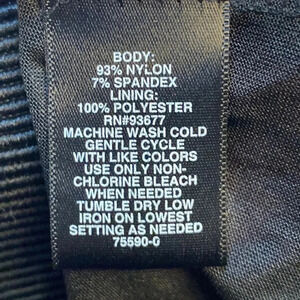 BODY:
93% NYLON
7% SPANDEX
LINING:
100% POLYESTER
RN#93677
MACHINE WASH COLD
GENTLE CYCLE
WITH LIKE COLORS
USE ONLY NON-
CHLORINE BLEACH
WHEN NEEDED
TUMBLE DRY LOW
IRON ON LOWEST
SETTING AS NEEDED
75590-0